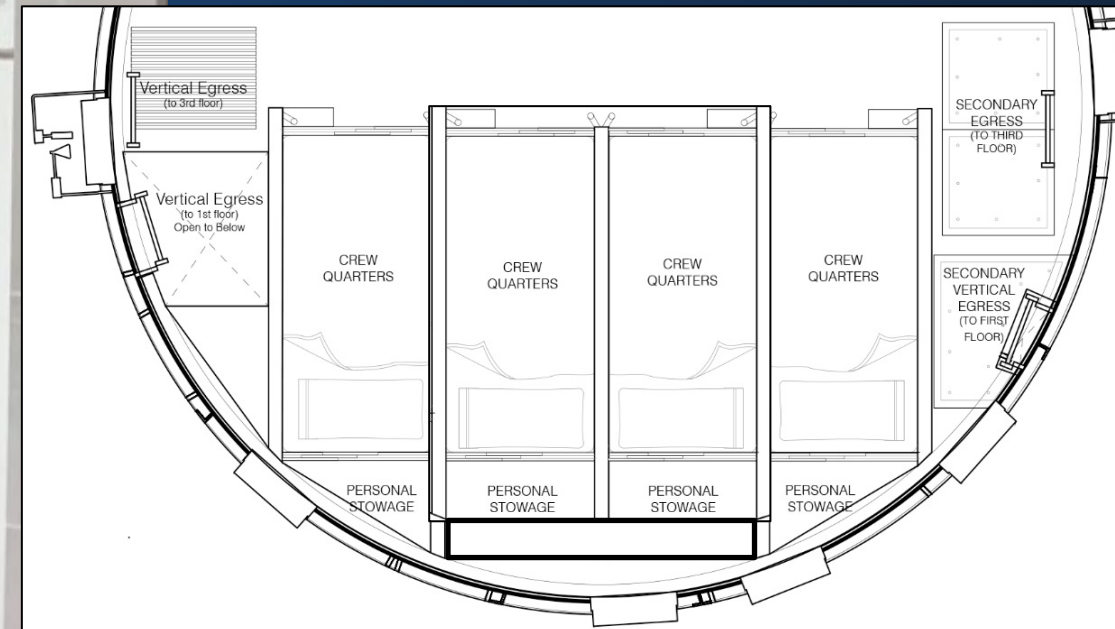 Vertical Egress
(to 3rd floor)
Vertical Egress
(to 1st floor)
Open to Below
SECONDARY
EGRESS
(TO THIRD
FLOOR)
SECONDARY
VERTICAL
EGRESS
(TO FIRST
FLOOR)
CREW
QUARTERS
CREW
QUARTERS
CREW
QUARTERS
CREW
QUARTERS
PERSONAL
STOWAGE
PERSONAL
STOWAGE
PERSONAL
STOWAGE
PERSONAL
STOWAGE